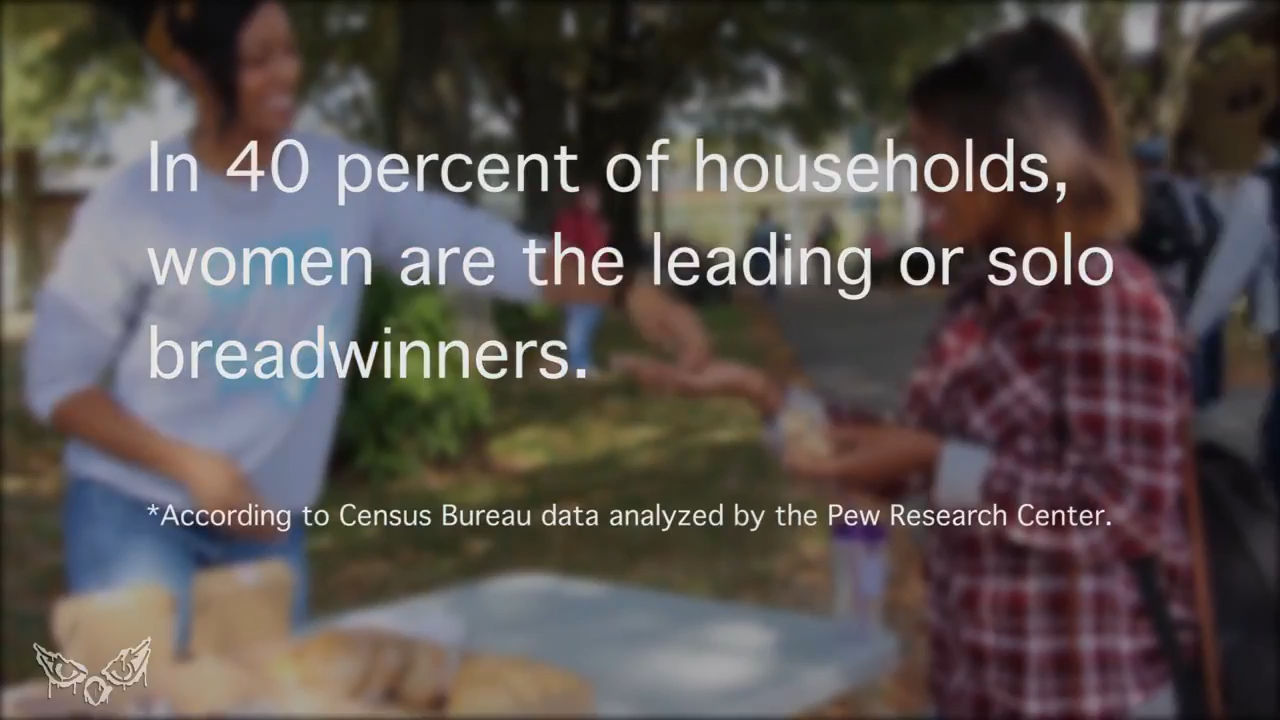 In 40 percent of households,
women are the leading or solo
breadwinners.
*According to Census Bureau data analyzed by the Pew Research Center.